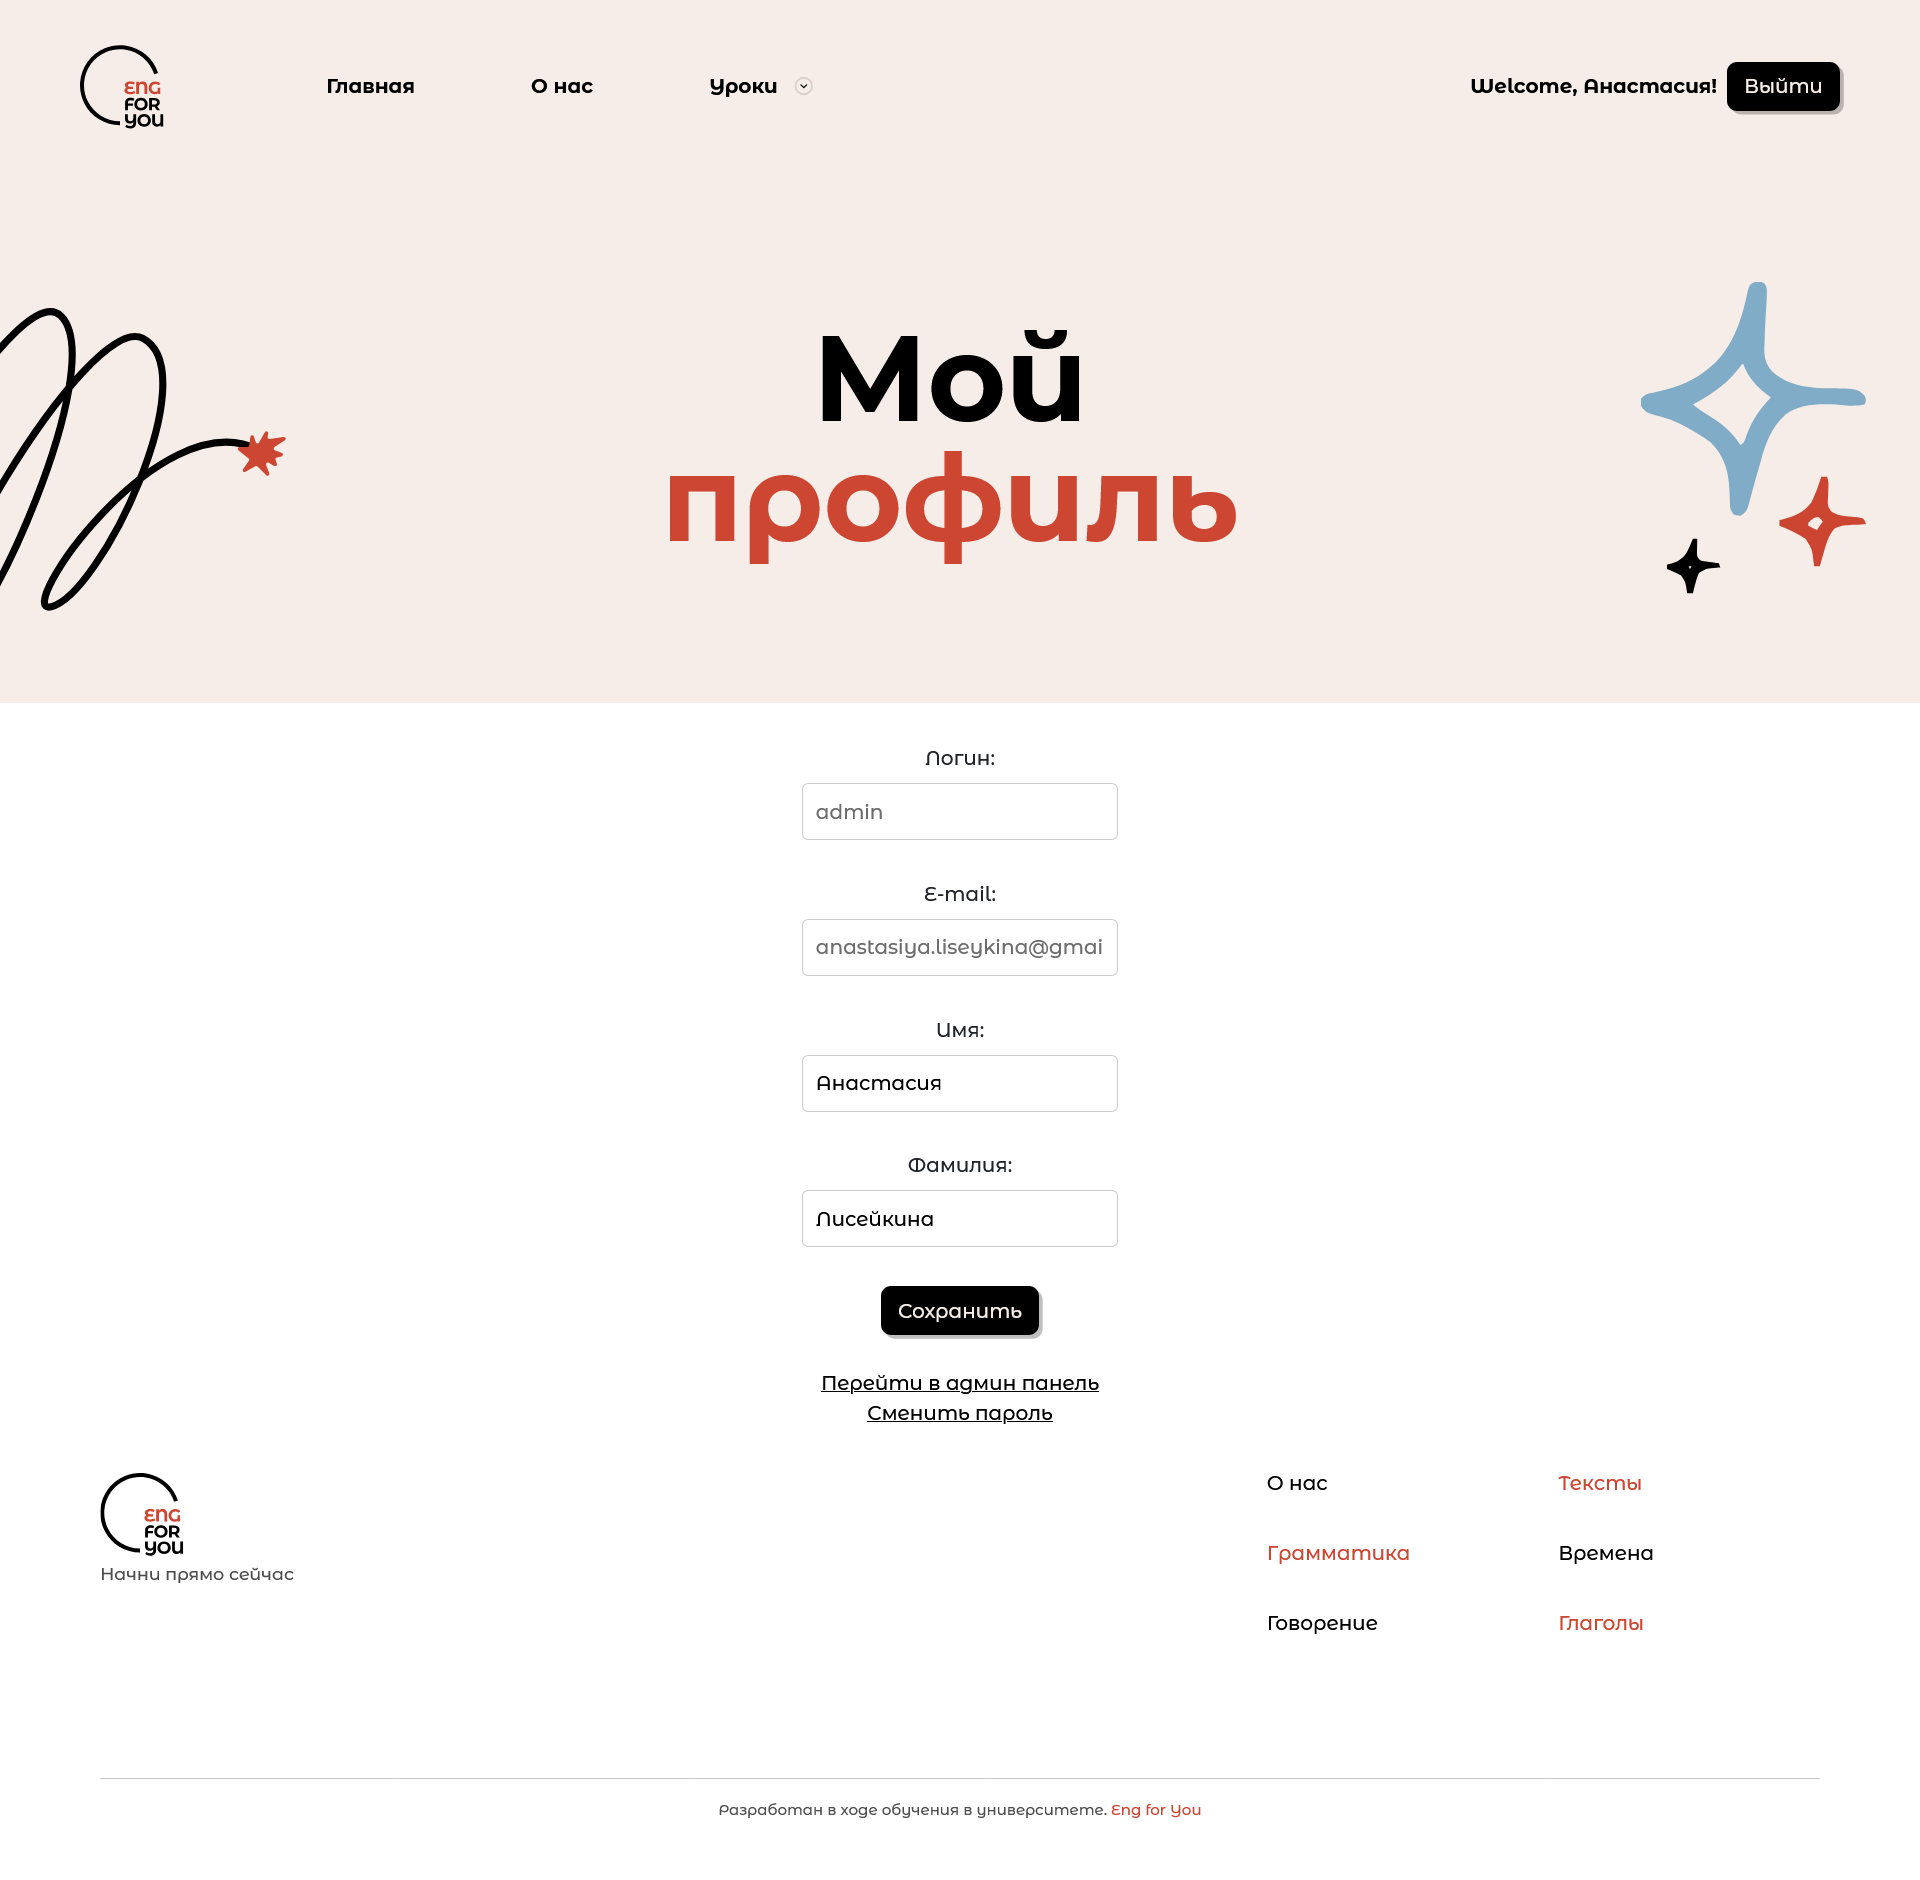 ENG
FOR
YOU
Главная
О нас
Уроки
Welcome, Анастасия!
Выйти
Мой
профиль
Логин:
admin
E-mail:
anastasiya.liseykina@gmai
Имя:
Анастасия
Фамилия:
Лисейкина
Сохранить
Перейти в админ панель
Сменить пароль
ENG
FOR
YOU
Начни прямо сейчас
О нас
Тексты
Грамматика
Времена
Говорение
Глаголы
Разработан в ходе обучения в университете. Eng for You